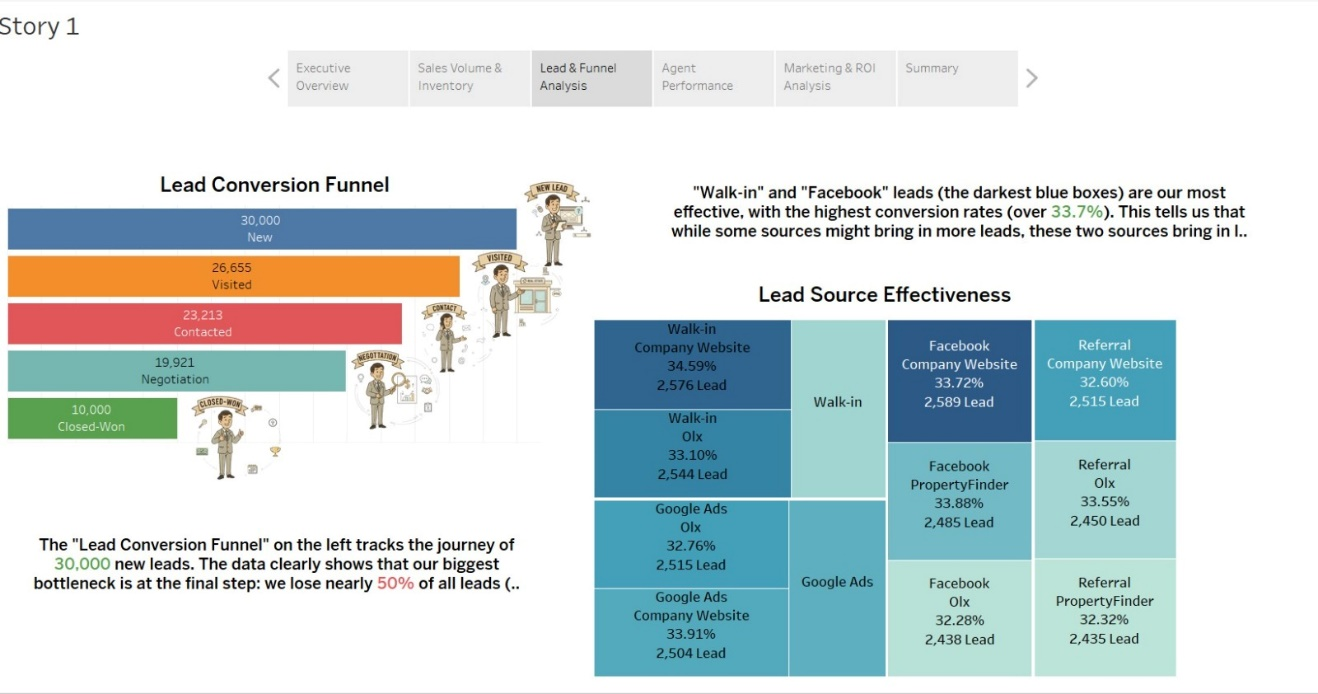 Story 1
Executive
Overview
Sales Volume &
Inventory
Lead & Funnel
Analysis
Agent
Performance
Marketing & ROI
Analysis
Summary
Lead Conversion Funnel
30,000
New
26,655
Visited
23,213
Contacted
19,921
Negotiation
10,000
Closed-Won
NEW LEAD
VISITED
CONTACT
NEGOTTATION
CLOSED-WON
The "Lead Conversion Funnel" on the left tracks the journey of
30,000 new leads. The data clearly shows that our biggest
bottleneck is at the final step: we lose nearly 50% of all leads (..
"Walk-in" and "Facebook" leads (the darkest blue boxes) are our most
effective, with the highest conversion rates (over 33.7%). This tells us that
while some sources might bring in more leads, these two sources bring in l..
Lead Source Effectiveness
Walk-in
Company Website
34.59%
2,576 Lead
Walk-in
Olx
33.10%
2,544 Lead
Walk-in
Google Ads
Olx
32.76%
2,515 Lead
Google Ads
Company Website
33.91%
2,504 Lead
Google Ads
Facebook
Company Website
33.72%
2,589 Lead
Facebook
PropertyFinder
33.88%
2,485 Lead
Facebook
Olx
32.28%
2,438 Lead
Referral
Company Website
32.60%
2,515 Lead
Referral
Olx
33.55%
2,450 Lead
Referral
PropertyFinder
32.32%
2,435 Lead